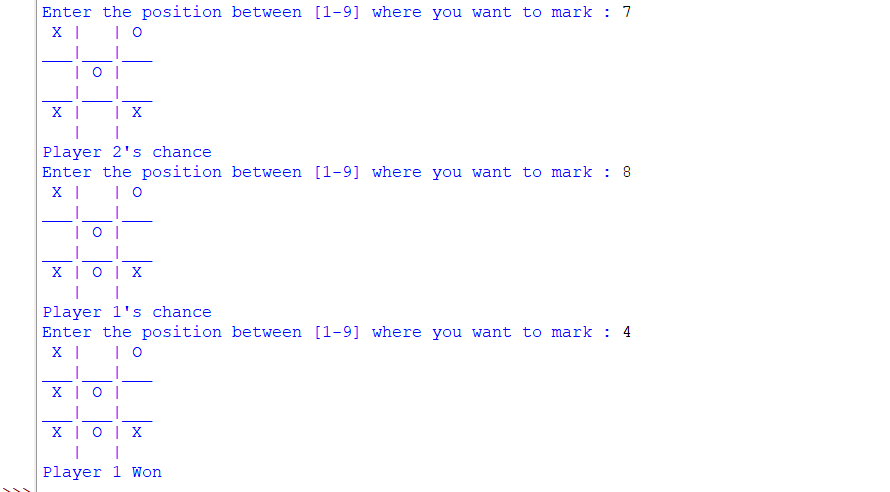 Enter the position between [1-9] where you want to mark : 7
 X |   | O
___|___|___
   | O |
___|___|___
 X |   | X
   |   |
Player 2's chance
Enter the position between [1-9] where you want to mark : 8
 X |   | O
___|___|___
   | O |
___|___|___
 X | O | X
   |   |
Player 1's chance
Enter the position between [1-9] where you want to mark : 4
 X |   | O
___|___|___
 X | O |
___|___|___
 X | O | X
   |   |
Player 1 Won
>>>